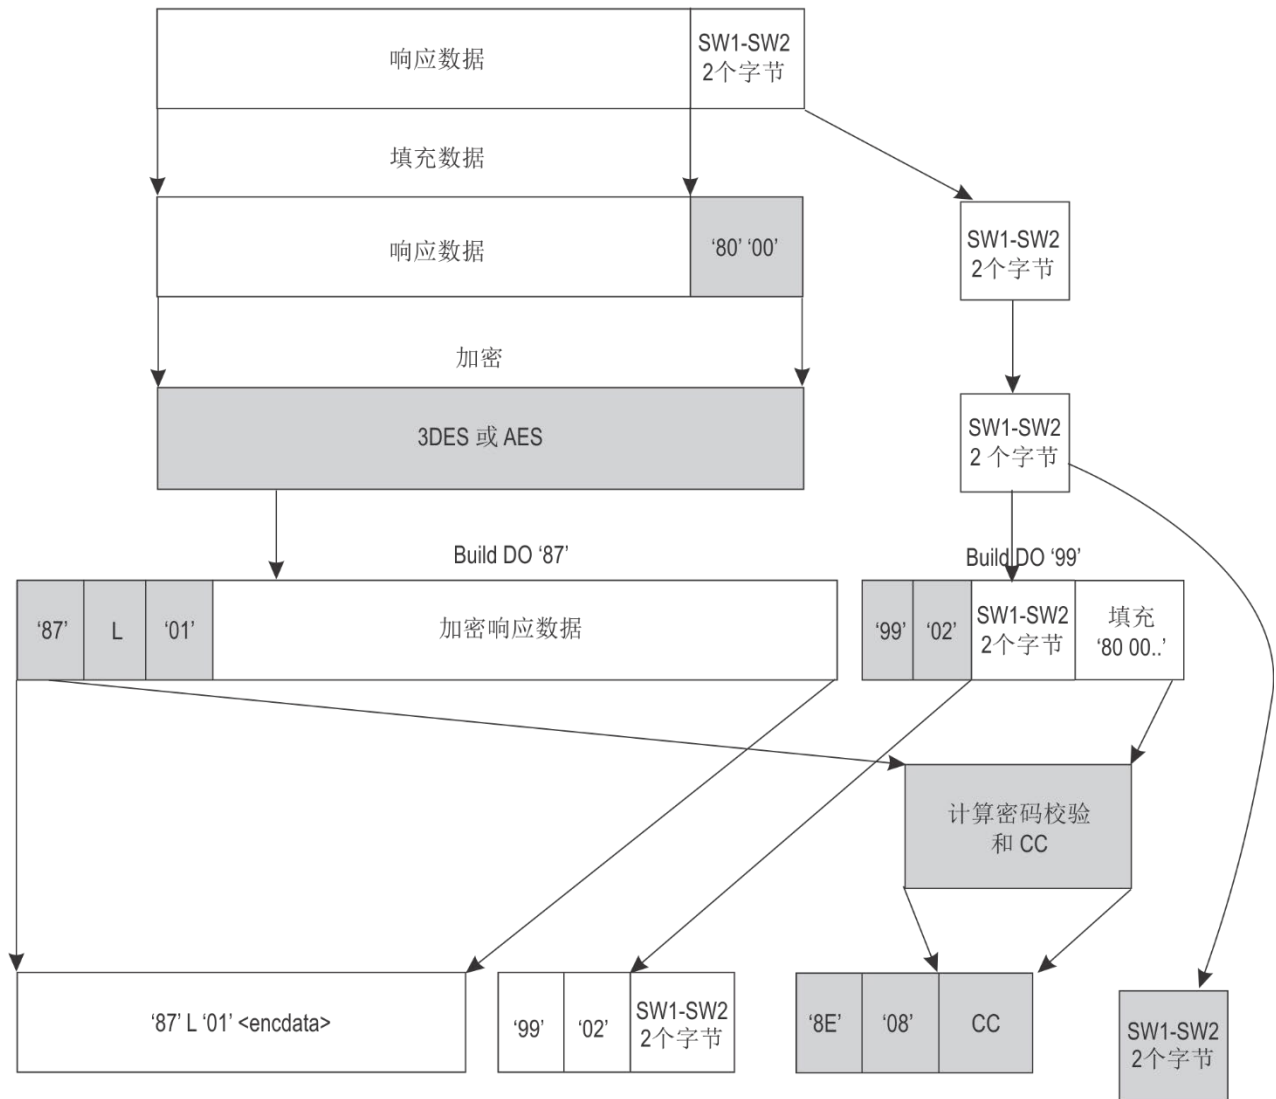 响应数据
SW1-SW2
2个字节
填充数据
响应数据
‘80’ ‘00’
SW1-SW2
2个字节
加密
3DES 或 AES
SW1-SW2
2 个字节
Build DO ‘87’
Build DO ‘99’
‘87’
L
‘01’
加密响应数据
‘99’
‘02’
SW1-SW2
2个字节
填充
‘80 00..’
计算密码校验
和 CC
‘87’ L ‘01’ <encdata>
‘99’
‘02’
SW1-SW2
2个字节
‘8E’
‘08’
CC
SW1-SW2
2个字节